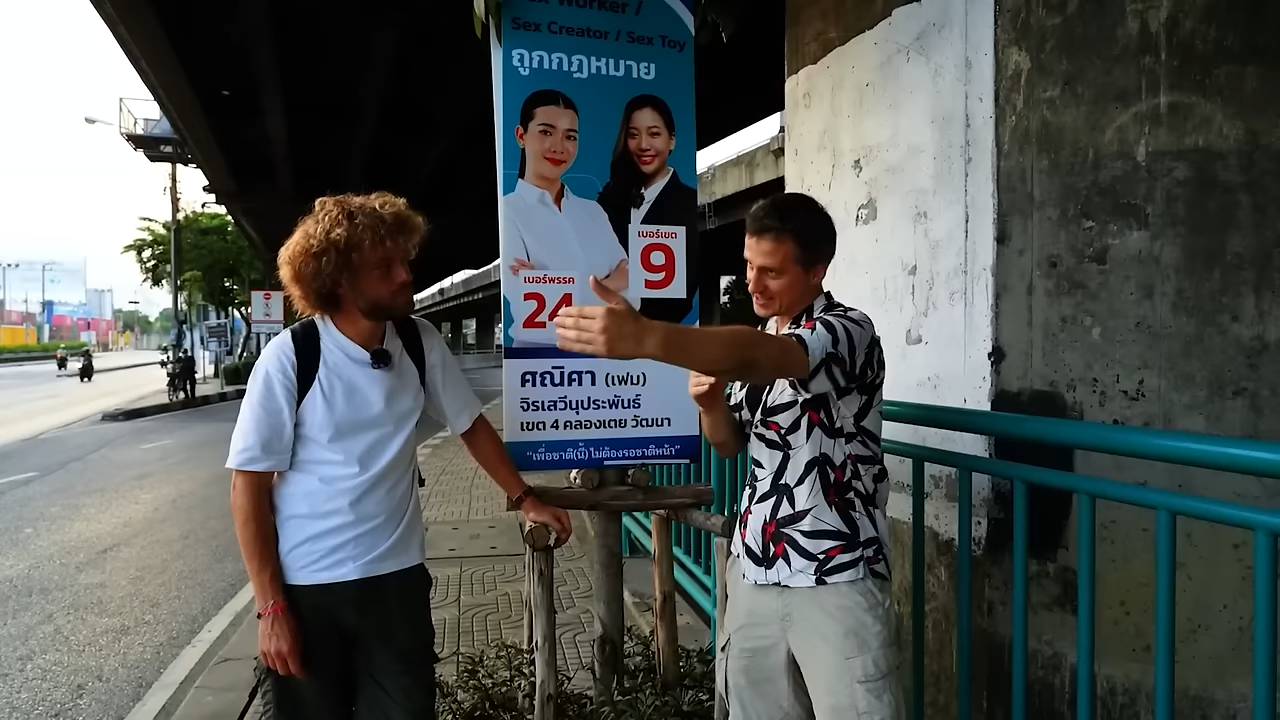 Sex Worker /
Sex Creator / Sex Toy
ถูกกฎหมาย
เบอร์เขต
9
เบอร์พรรค
24
ศณิศา (เฟม)
จิรเสวีนุประพันธ์
เขต 4 คลองเตย วัฒนา
“เพื่อชาติ(นี้) ไม่ต้องรอชาติหน้า”